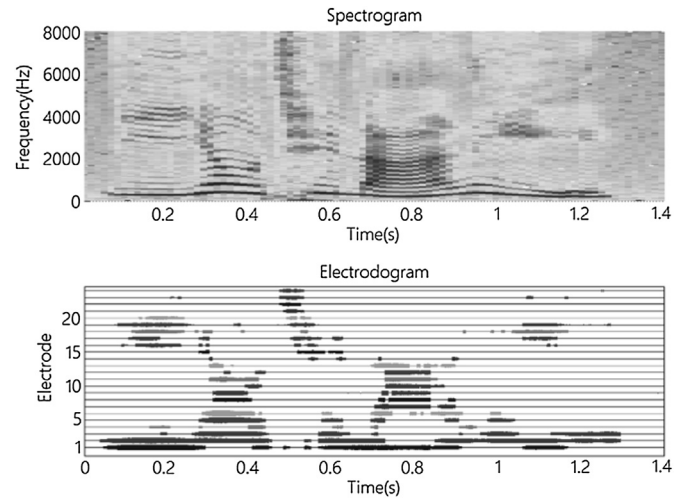 Spectrogram
Frequency(Hz)
8000
6000
4000
2000
0
0.2 0.4 0.6 0.8 1 1.2 1.4
Time(s)
Electrodogram
Electrode
20
15
10
5
1
0 0.2 0.4 0.6 0.8 1 1.2 1.4
Time(s)